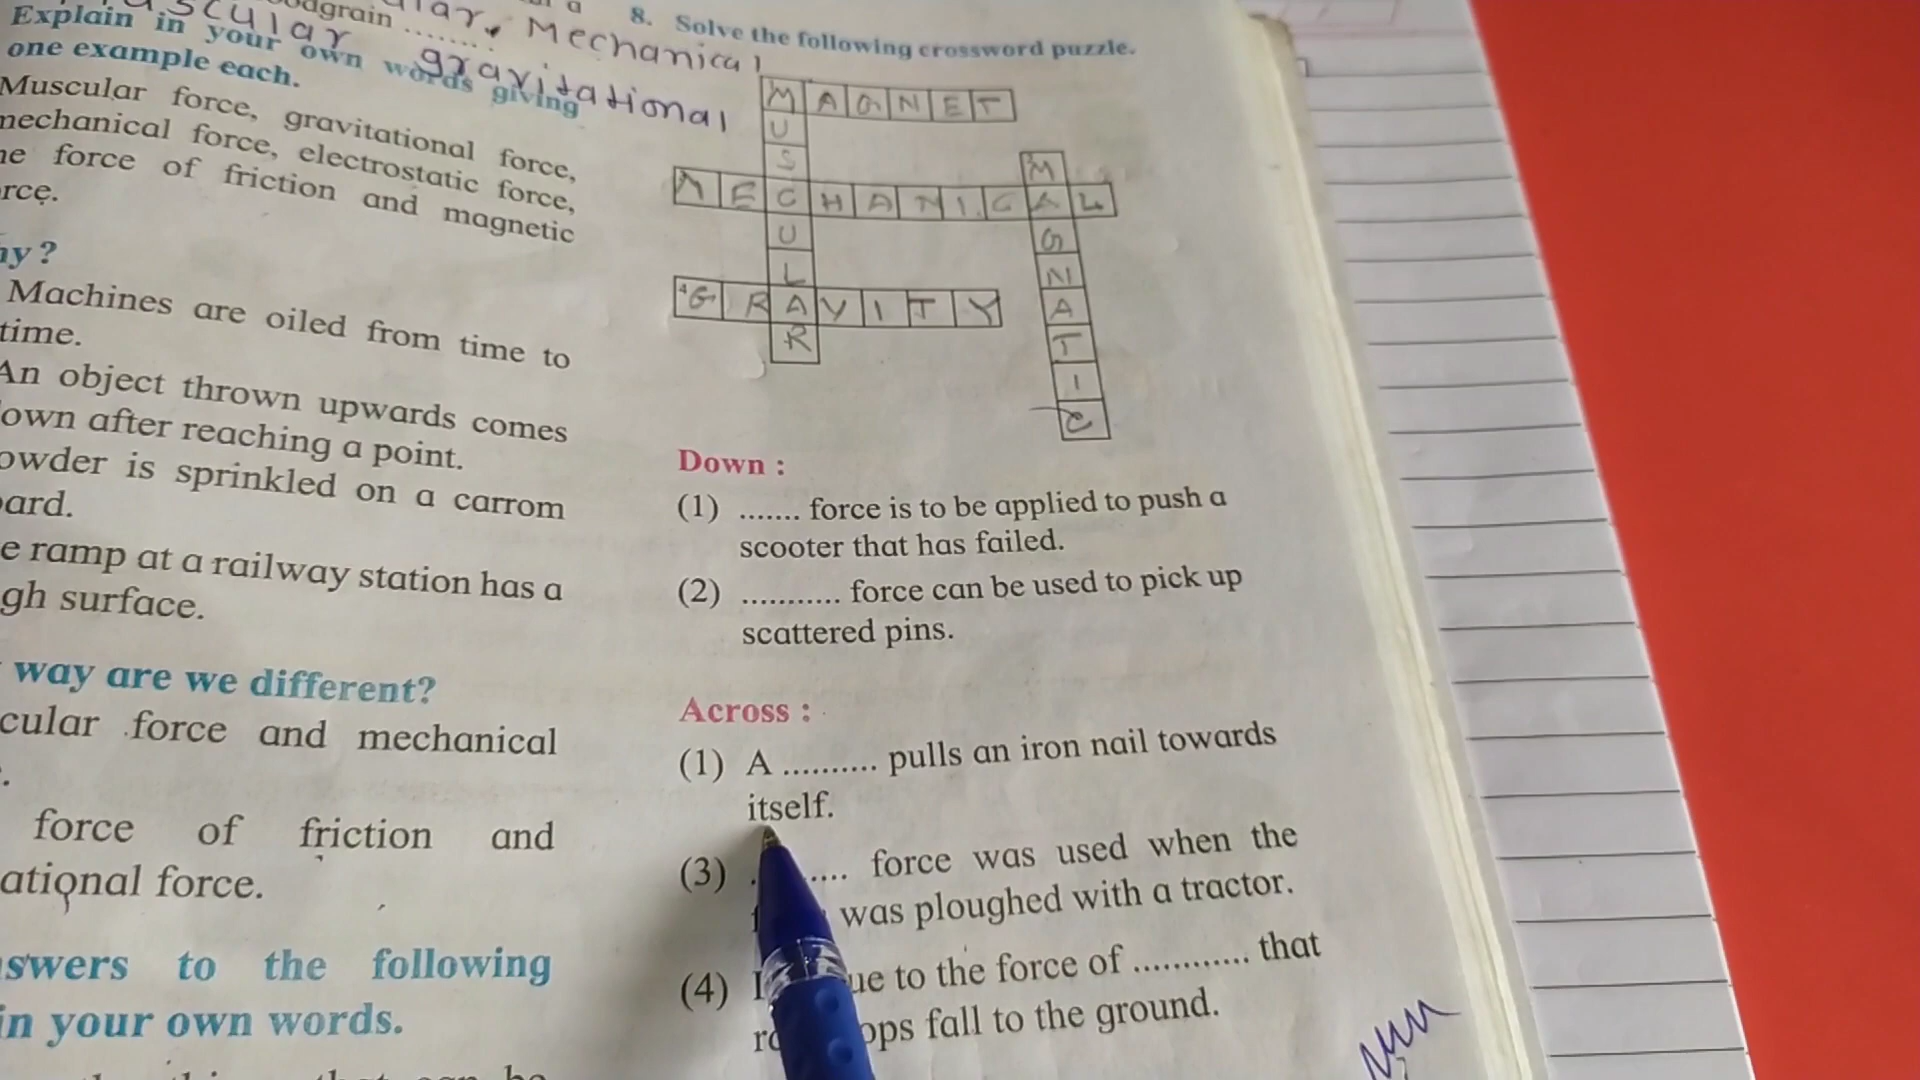 Explain in your own words giving
one example each.
Muscular force, gravitational force,
mechanical force, electrostatic force,
force of friction and magnetic
Mechanical
gravitational
Machines are oiled from time to
time.
An object thrown upwards comes
own after reaching a point.
owder is sprinkled on a carrom
ard.
e ramp at a railway station has a
gh surface.
way are we different?
cular force and mechanical
force of friction and
ational force.
swers to the following
in your own words.
8. Solve the following crossword puzzle.
MAGNET
MUSCULAR
MECHANICAL
MAGNATIC
4 GRAVITY
Down :
(1) ....... force is to be applied to push a
scooter that has failed.
(2) ........... force can be used to pick up
scattered pins.
Across :
(1) A .......... pulls an iron nail towards
itself.
(3) force was used when the
was ploughed with a tractor.
(4) ue to the force of ............ that
ops fall to the ground.